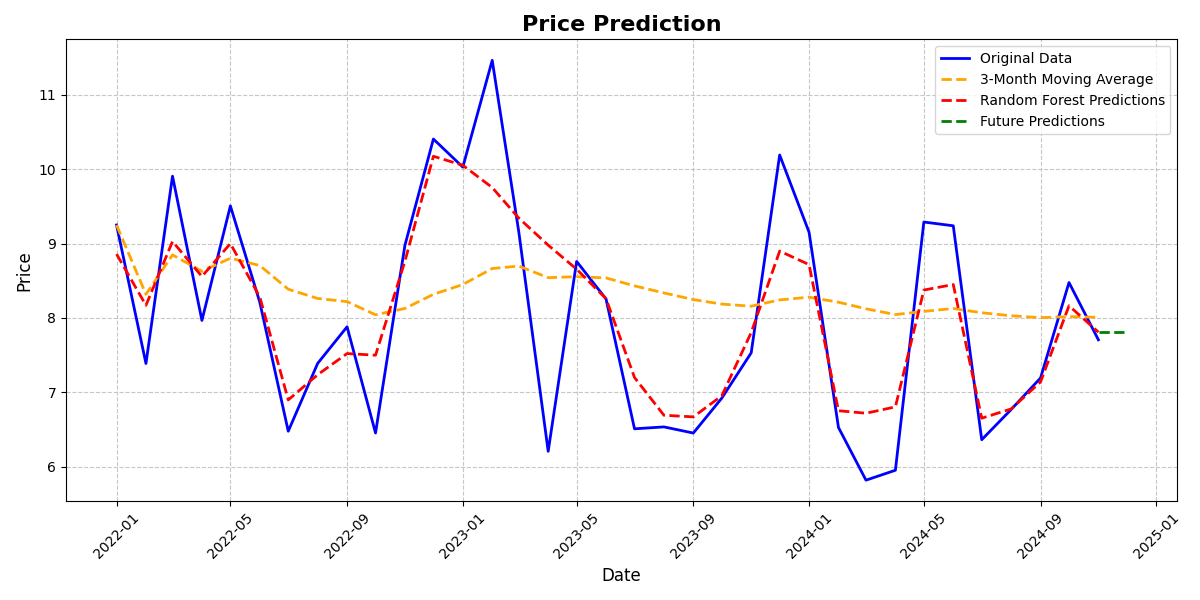 Price Prediction
Original Data
3-Month Moving Average
Random Forest Predictions
Future Predictions
Price
11
10
9
8
7
6
2022-01
2022-05
2022-09
2023-01
2023-05
2023-09
2024-01
2024-05
2024-09
2025-01
Date